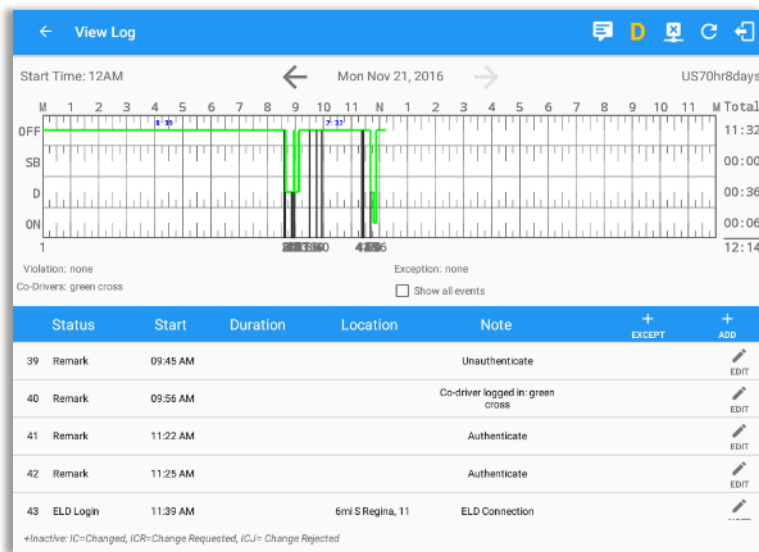 View Log
D
Start Time: 12AM
Mon Nov 21, 2016
US70hr8days
M 1 2 3 4 5 6 7 8 9 10 11 N 1 2 3 4 5 6 7 8 9 10 11 M Total
OFF 11:32
SB 00:00
D 00:36
ON 00:06
1 12:14
Violation: none
Exception: none
Co-Drivers: green cross
Show all events
Status Start Duration Location Note + EXCEPT + ADD
39 Remark 09:45 AM Unauthenticate EDIT
40 Remark 09:56 AM Co-driver logged in: green
cross EDIT
41 Remark 11:22 AM Authenticate EDIT
42 Remark 11:25 AM Authenticate EDIT
43 ELD Login 11:39 AM 6mi S Regina, 11 ELD Connection
+Inactive: IC=Changed, ICR=Change Requested, ICJ= Change Rejected